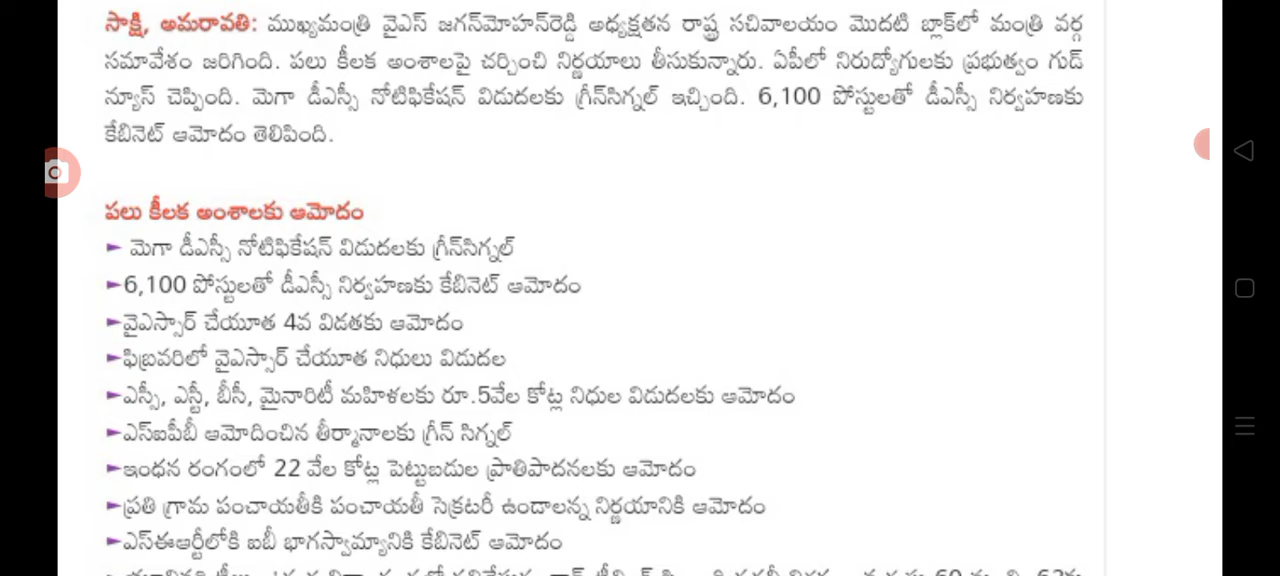 సాక్షి, అమరావతి: ముఖ్యమంత్రి వైఎస్ జగన్‌మోహన్‌రెడ్డి అధ్యక్షతన రాష్ట్ర సచివాలయం మొదటి బ్లాక్‌లో మంత్రి వర్గ
సమావేశం జరిగింది. పలు కీలక అంశాలపై చర్చించి నిర్ణయాలు తీసుకున్నారు. ఏపీలో నిరుద్యోగులకు ప్రభుత్వం గుడ్
న్యూస్ చెప్పింది. మెగా డీఎస్సీ నోటిఫికేషన్ విడుదలకు గ్రీన్‌సిగ్నల్ ఇచ్చింది. 6,100 పోస్టులతో డీఎస్సీ నిర్వహణకు
కేబినెట్ ఆమోదం తెలిపింది.
పలు కీలక అంశాలకు ఆమోదం
► మెగా డీఎస్సీ నోటిఫికేషన్ విడుదలకు గ్రీన్‌సిగ్నల్
►6,100 పోస్టులతో డీఎస్సీ నిర్వహణకు కేబినెట్ ఆమోదం
►వైఎస్సార్ చేయూత 4వ విడతకు ఆమోదం
►ఫిబ్రవరిలో వైఎస్సార్ చేయూత నిధులు విడుదల
►ఎస్సీ, ఎస్టీ, బీసీ, మైనారిటీ మహిళలకు రూ.5వేల కోట్ల నిధుల విడుదలకు ఆమోదం
►ఎస్ఐపీబీ ఆమోదించిన తీర్మానాలకు గ్రీన్ సిగ్నల్
►ఇంధన రంగంలో 22 వేల కోట్ల పెట్టుబడుల ప్రాతిపాదనలకు ఆమోదం
►ప్రతి గ్రామ పంచాయతీకి పంచాయతీ సెక్రటరీ ఉండాలన్న నిర్ణయానికి ఆమోదం
►ఎస్ఈఆర్టీలోకి ఐబీ భాగస్వామ్యానికి కేబినెట్ ఆమోదం